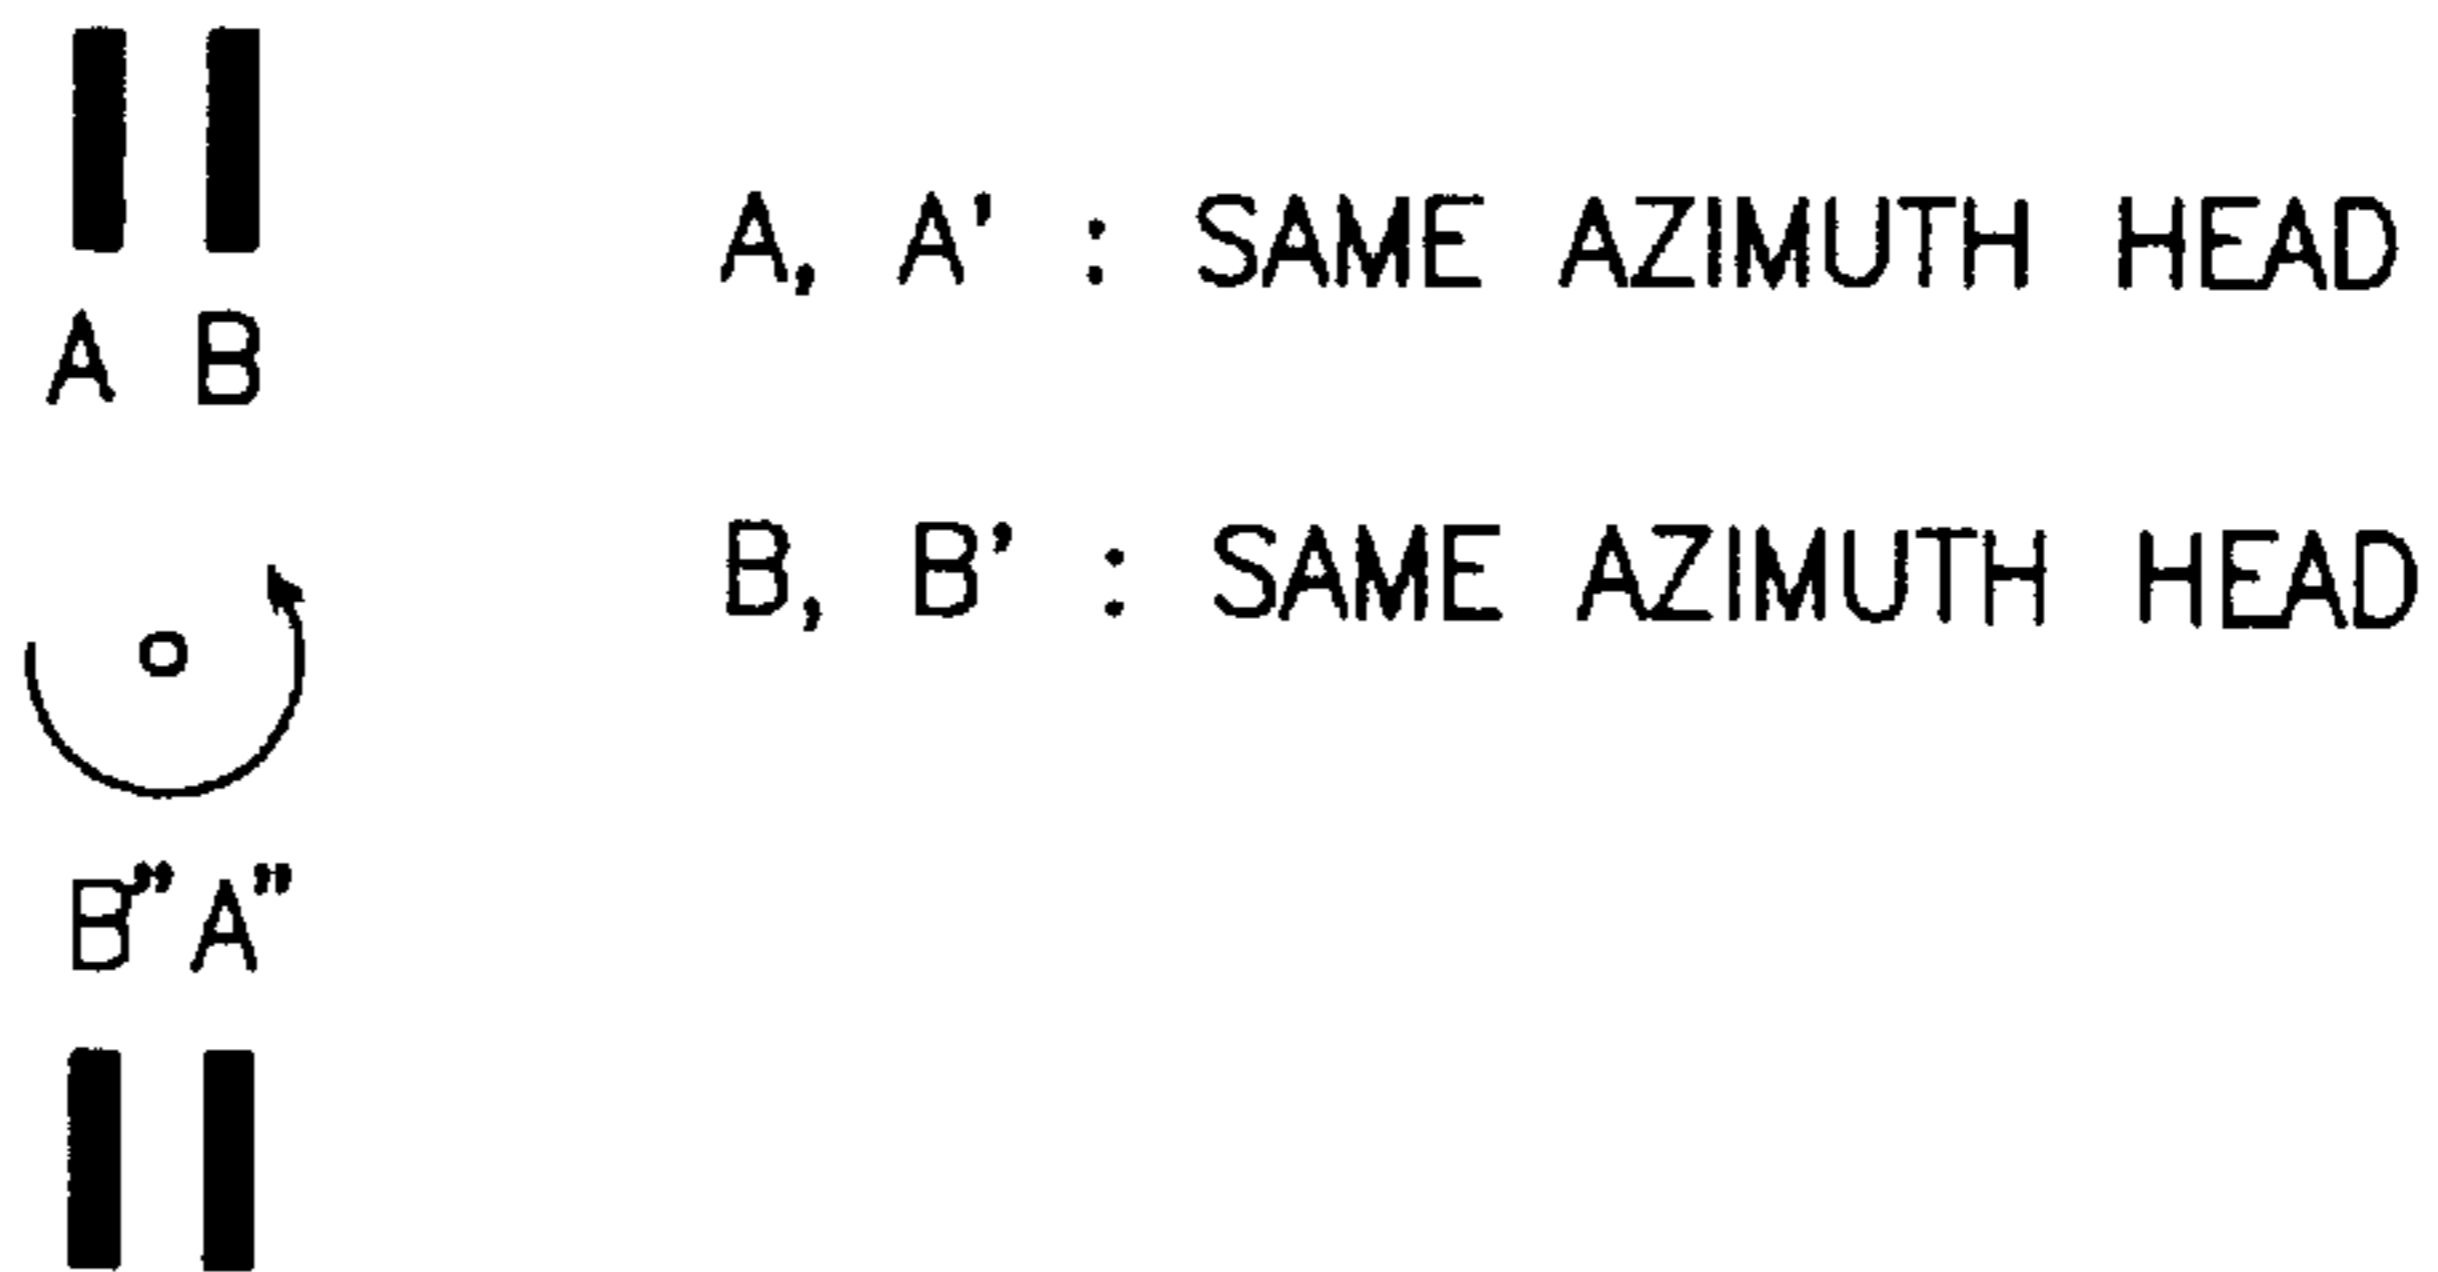 A B
A, A' : SAME AZIMUTH HEAD
B, B' : SAME AZIMUTH HEAD
B" A"